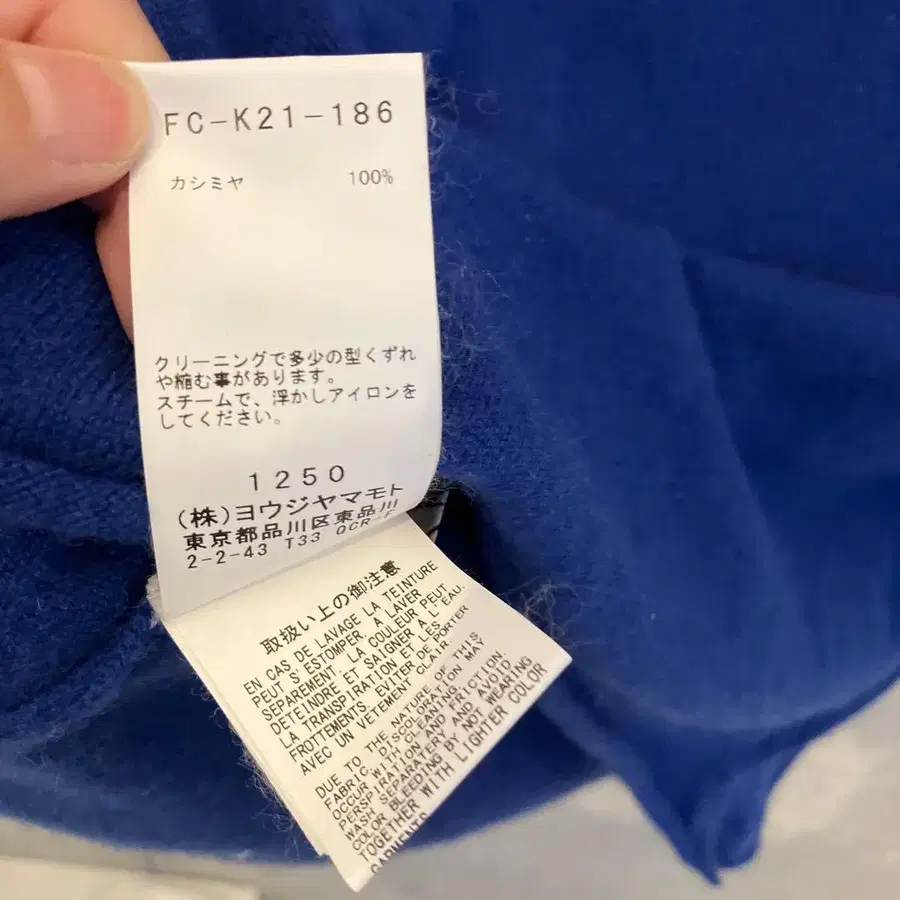 FC-K21-186
カシミヤ 100%
クリーニングで多少の型くずれ
や縮む事があります。
スチームで、浮かしアイロンを
してください。
1250
(株)ヨウジヤマモト
東京都品川区東品川
2-2-43 T33 QCR-F
取扱い上の御注意
EN CAS DE LAVAGE LA TEINTURE
PEUT S'ESTOMPER. A LAVER
SEPAREMENT. LA COULEUR PEUT
DETEINDRE ET SAIGNER A L'EAU.
LA TRANSPIRATION ET LES
FROTTEMENTS. EVITER DE PORTER
AVEC UN VETEMENT CLAIR.
DUE TO THE NATURE OF THIS
FABRIC, DISCOLORATION MAY
OCCUR WITH CLEANING.
PERSPIRATION AND FRICTION.
WASH SEPARATERY AND AVOID
COLOR BLEEDING BY NOT WEARING
TOGETHER WITH LIGHTER COLOR
GARMENTS